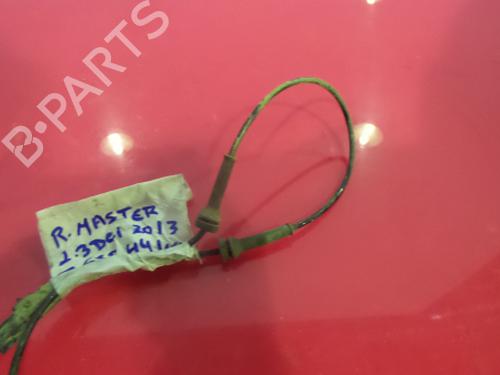 B-PARTS
R. MASTER
2.3DCI 2013